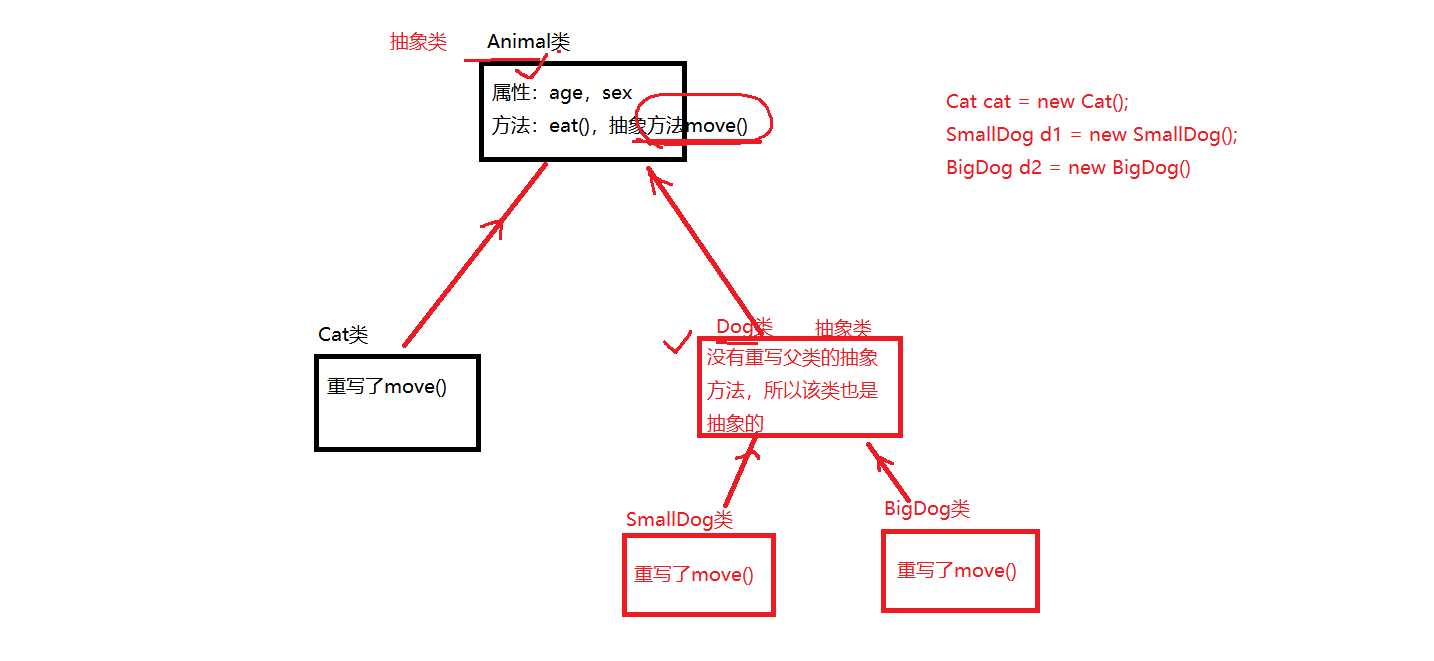 抽象类 Animal类
属性：age，sex
方法：eat()，抽象方法move()
Cat cat = new Cat();
SmallDog d1 = new SmallDog();
BigDog d2 = new BigDog()
Cat类
重写了move()
Dog类 抽象类
没有重写父类的抽象
方法，所以该类也是
抽象的
SmallDog类
重写了move()
BigDog类
重写了move()